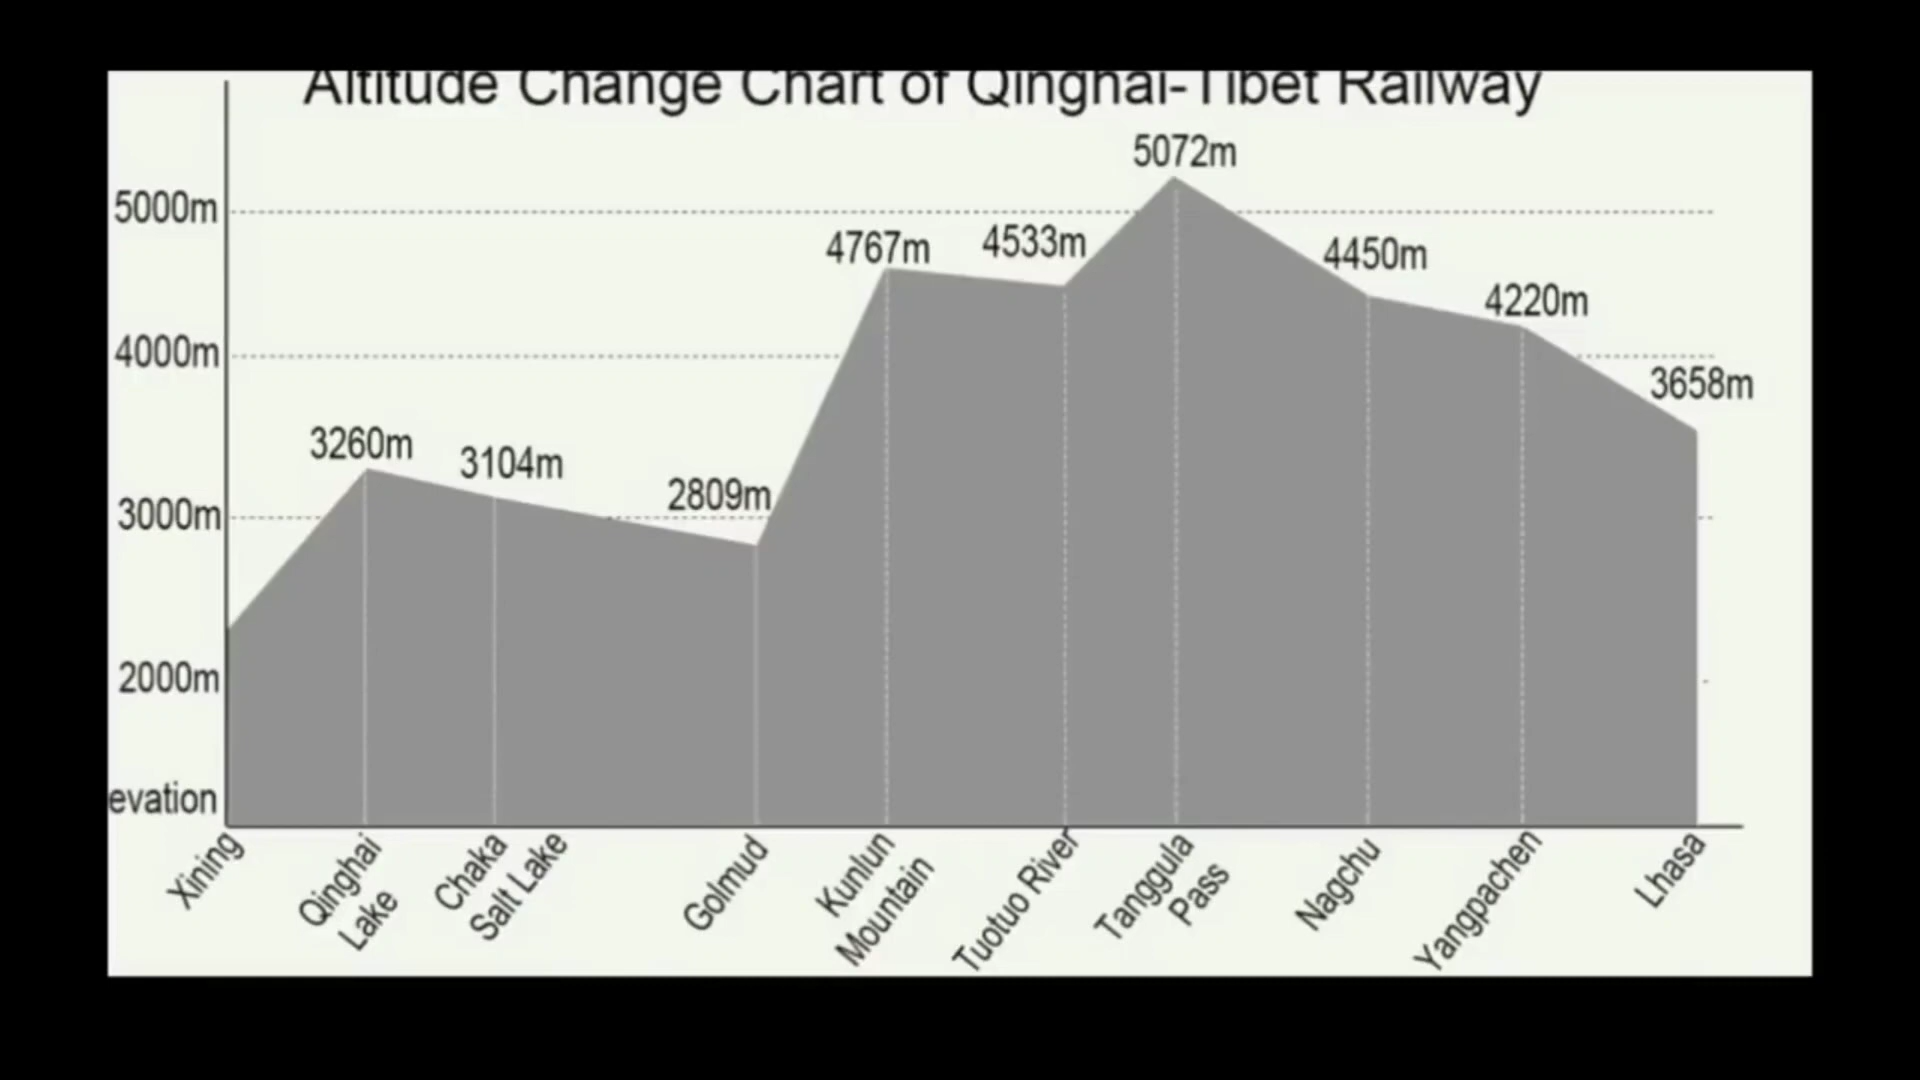 Altitude Change Chart of Qinghai-Tibet Railway
5072m
5000m
4767m
4533m
4450m
4220m
4000m
3658m
3260m
3104m
2809m
3000m
2000m
evation
Xining
Qinghai
Lake
Chaka
Salt Lake
Golmud
Kunlun
Mountain
Tuotuo River
Tanggula
Pass
Nagchu
Yangpachen
Lhasa